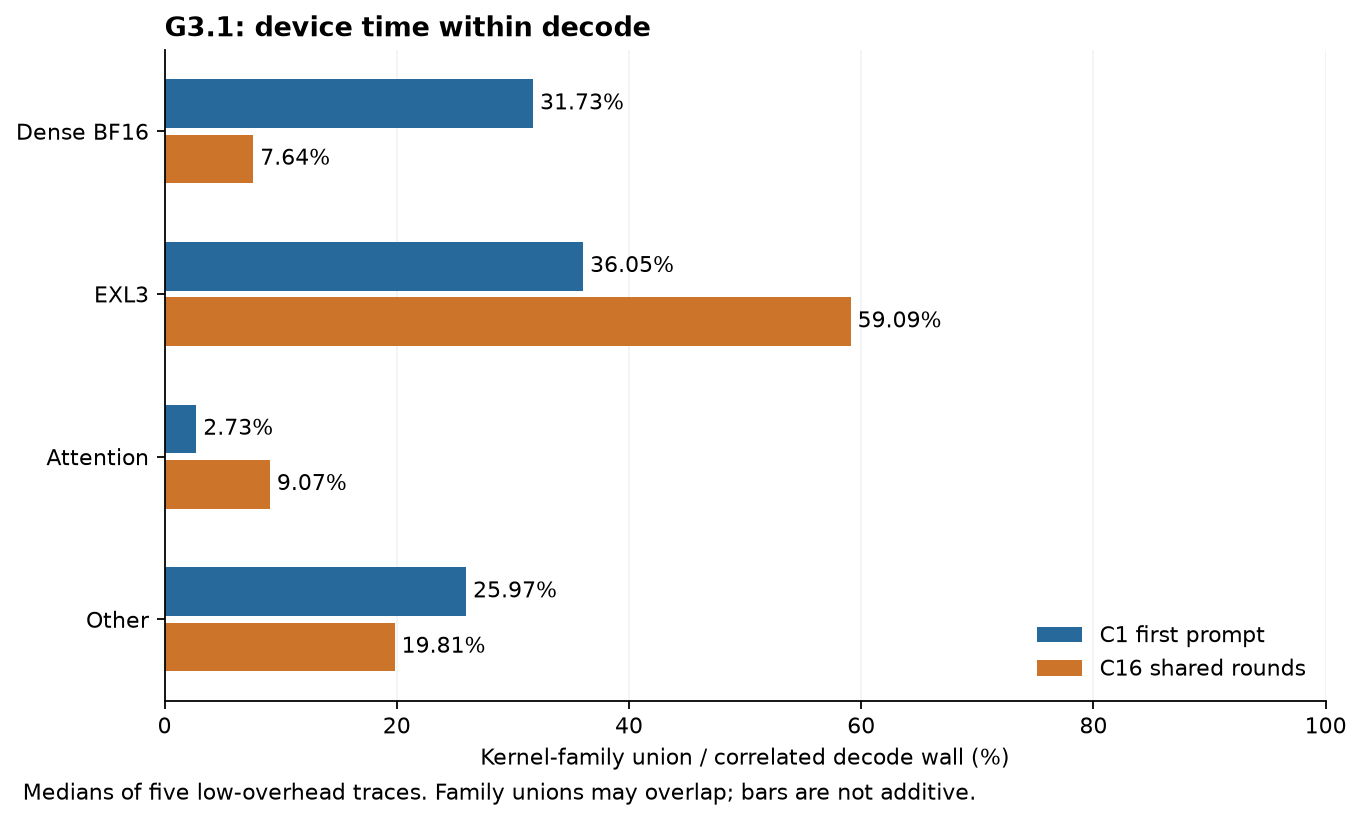 G3.1: device time within decode
Dense BF16
31.73%
7.64%
EXL3
36.05%
59.09%
Attention
2.73%
9.07%
Other
25.97%
19.81%
C1 first prompt
C16 shared rounds
0 20 40 60 80 100
Kernel-family union / correlated decode wall (%)
Medians of five low-overhead traces. Family unions may overlap; bars are not additive.